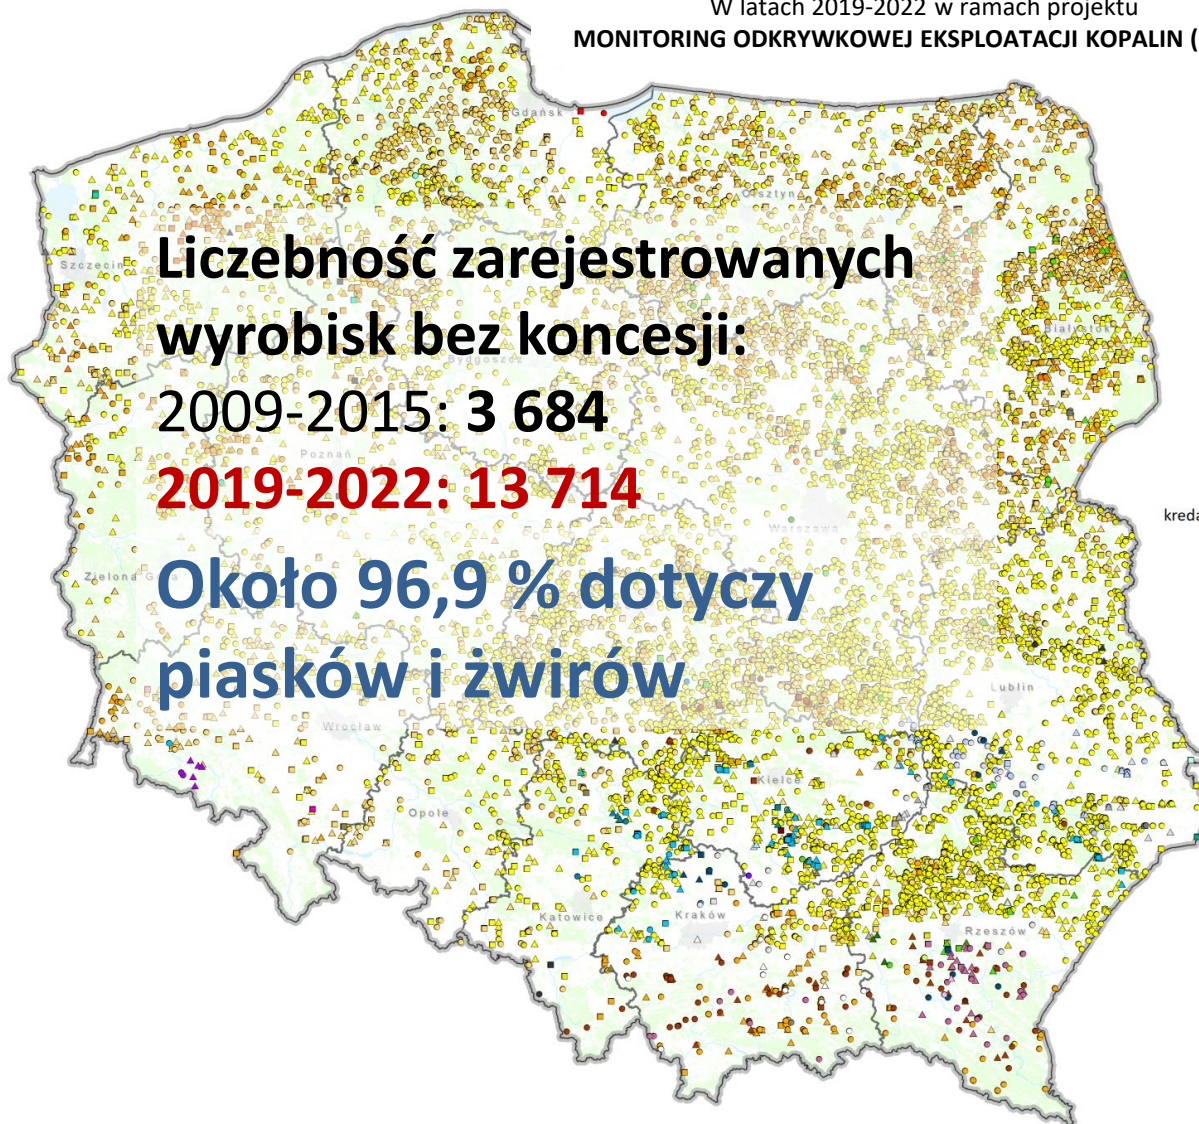 W latach 2019-2022 w ramach projektu
MONITORING ODKRYWKOWEJ EKSPLOATACJI KOPALIN (
Gdańsk
Olsztyn
Szczecin
Liczebność zarejestrowanych
wyrobisk bez koncesji:
Białystok
Bydgoszcz
2009-2015: 3 684
Poznań
2019-2022: 13 714
Warszawa
kreda
Zielona Góra
Około 96,9 % dotyczy
piasków i żwirów
Lublin
Wrocław
Kielce
Opole
Katowice
Kraków
Rzeszów